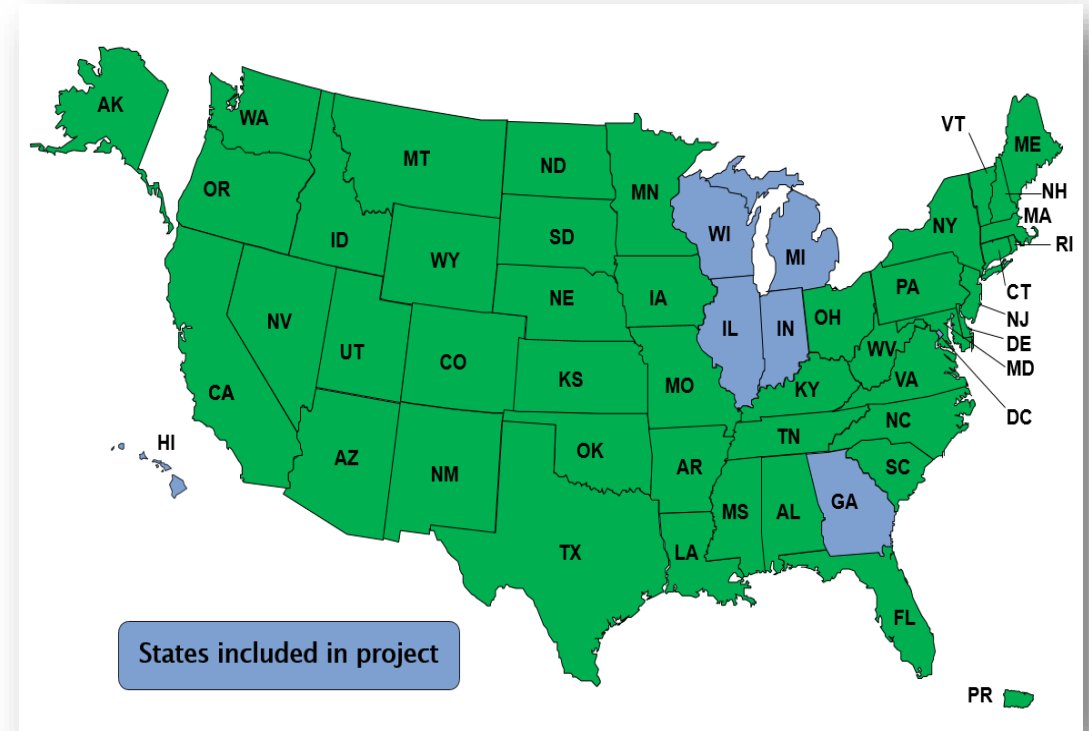 AK
WA
MT
ND
MN
VT
ME
OR
ID
SD
WI
MI
NY
NH
MA
RI
WY
NE
IA
PA
CT
NV
UT
CO
IL
IN
OH
NJ
DE
WV
MD
CA
KS
MO
KY
VA
DC
HI
AZ
NM
OK
AR
TN
NC
SC
MS
AL
GA
TX
LA
FL
States included in project
PR